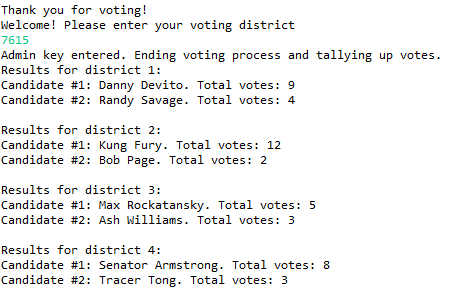 Thank you for voting!
Welcome! Please enter your voting district
7615
Admin key entered. Ending voting process and tallying up votes.
Results for district 1:
Candidate #1: Danny Devito. Total votes: 9
Candidate #2: Randy Savage. Total votes: 4
Results for district 2:
Candidate #1: Kung Fury. Total votes: 12
Candidate #2: Bob Page. Total votes: 2
Results for district 3:
Candidate #1: Max Rockatansky. Total votes: 5
Candidate #2: Ash Williams. Total votes: 3
Results for district 4:
Candidate #1: Senator Armstrong. Total votes: 8
Candidate #2: Tracer Tong. Total votes: 3